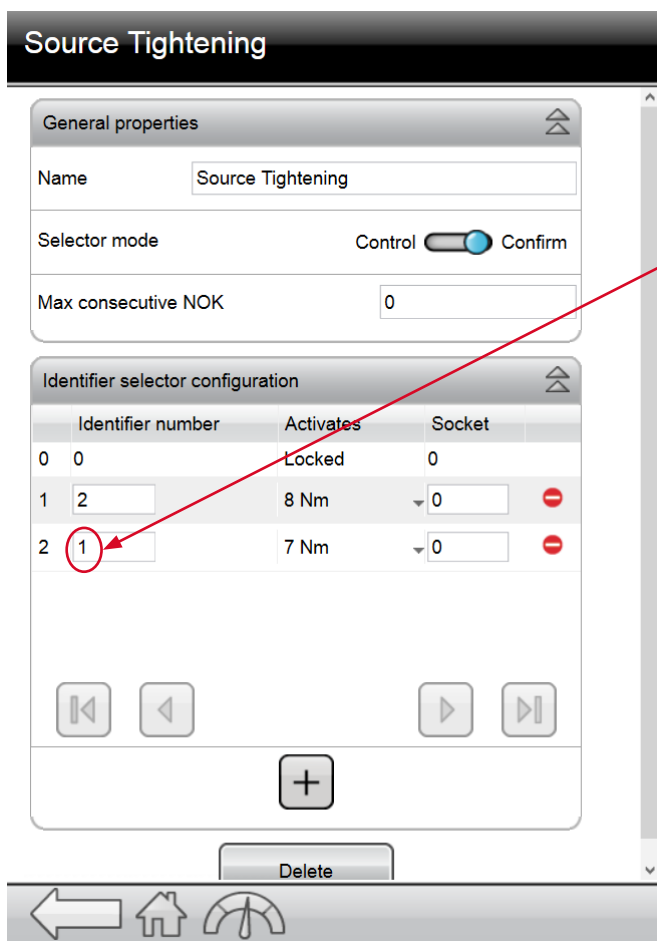 Source Tightening
General properties
Name Source Tightening
Selector mode Control Confirm
Max consecutive NOK 0
Identifier selector configuration
Identifier number Activates Socket
0 0 Locked 0
1 2 8 Nm 0
2 1 7 Nm 0
Delete